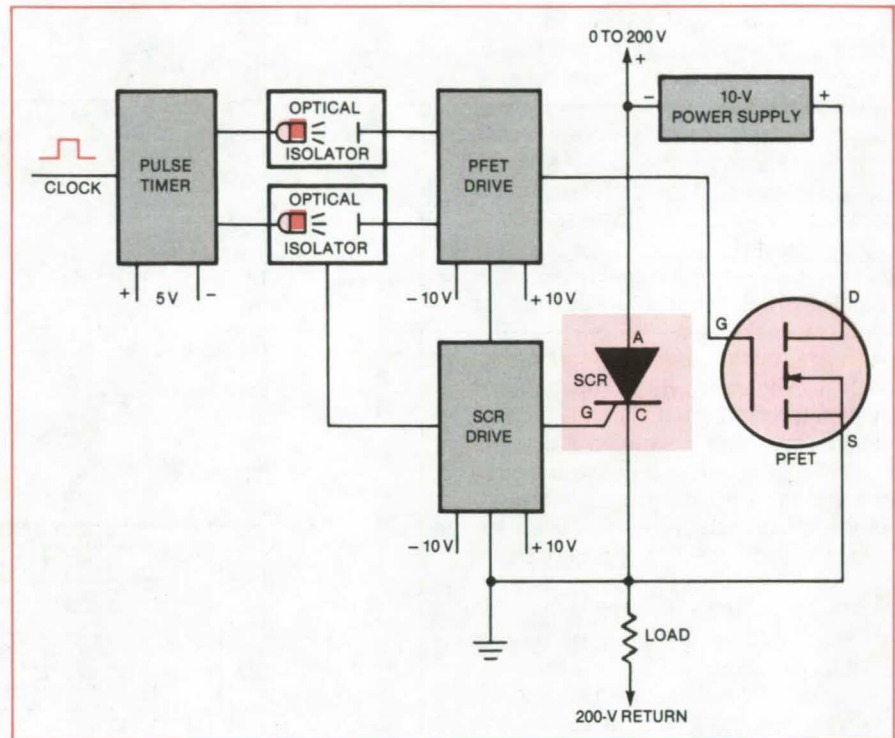 0 TO 200 V
+
– 10-V +
POWER SUPPLY
OPTICAL
ISOLATOR
PULSE
TIMER
CLOCK
PFET
DRIVE
OPTICAL
ISOLATOR
+ 5 V –
– 10 V + 10 V
G
D
S
PFET
A
SCR
G C
SCR
DRIVE
– 10 V + 10 V
LOAD
200-V RETURN